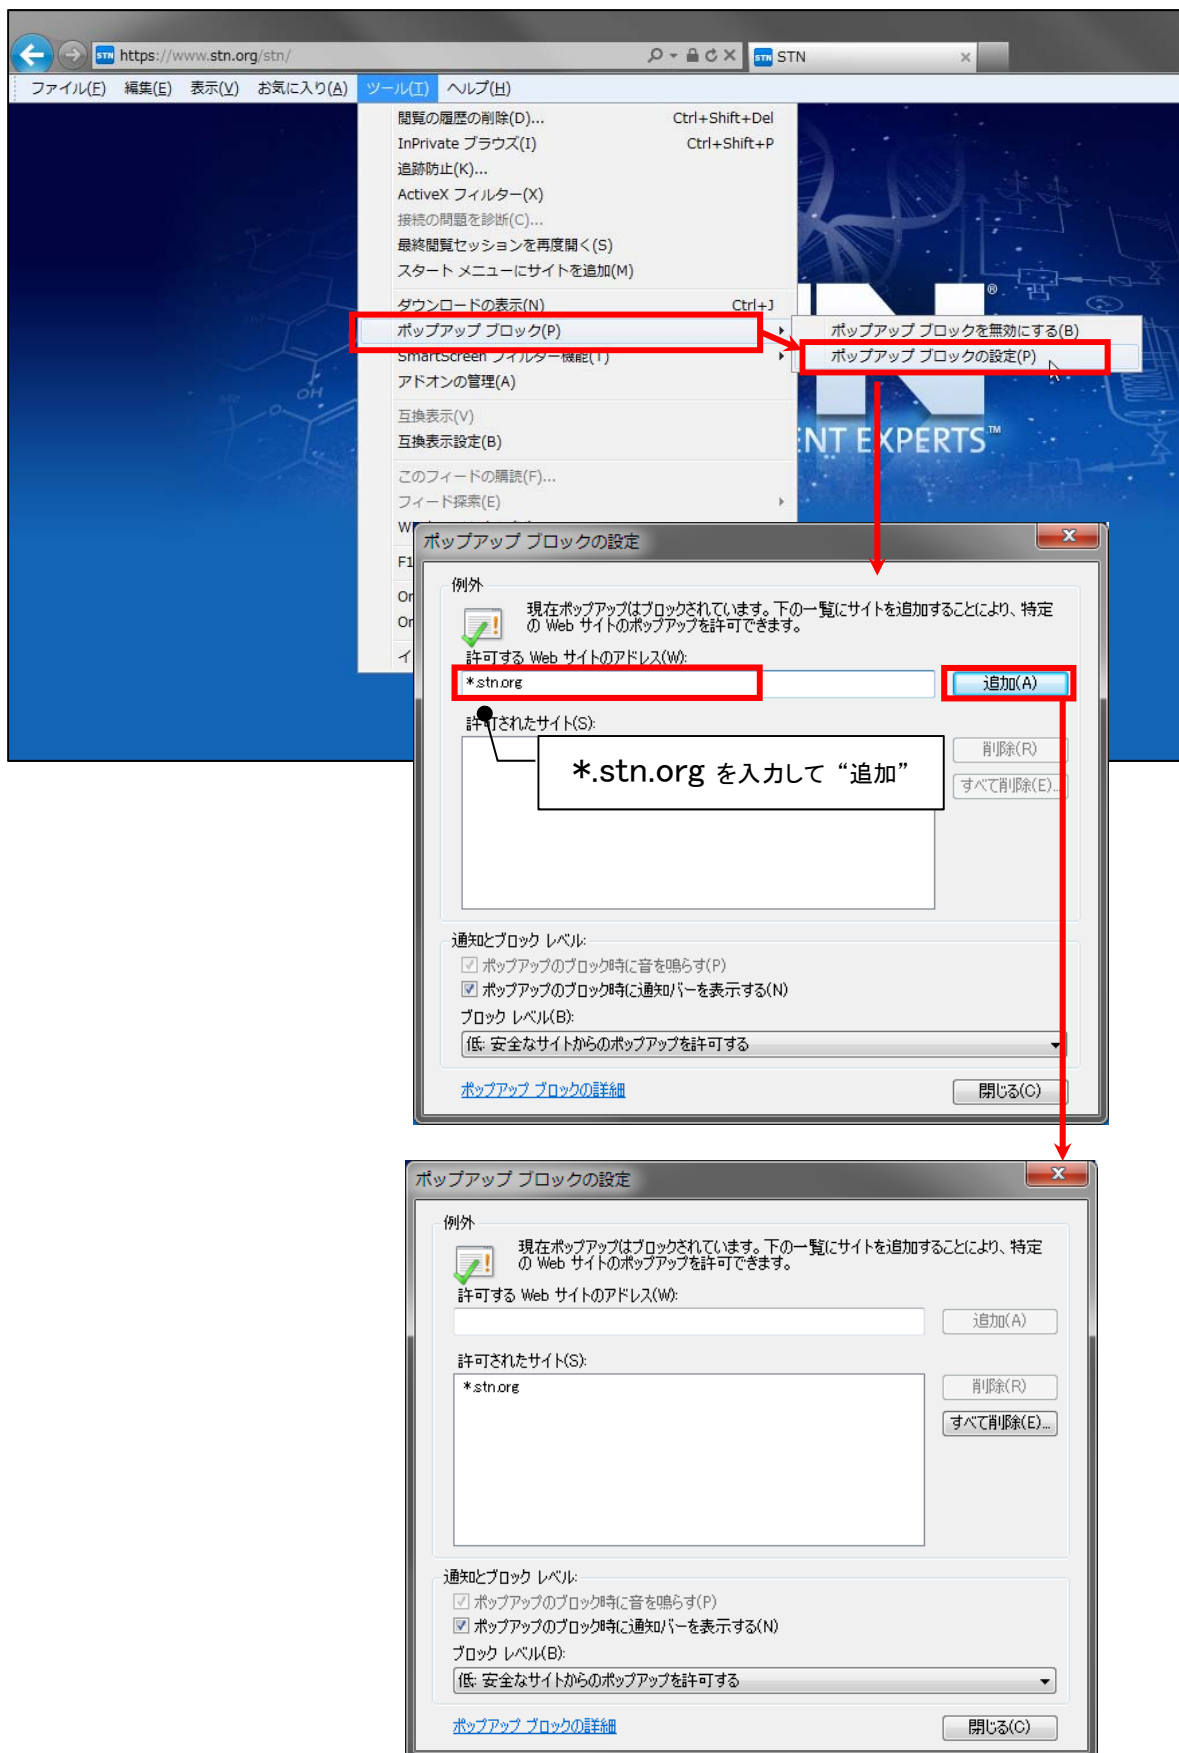 https://www.stn.org/stn/
STN
ファイル(F) 編集(E) 表示(V) お気に入り(A) ツール(T) ヘルプ(H)
閲覧の履歴の削除(D)... Ctrl+Shift+Del
InPrivate ブラウズ(I) Ctrl+Shift+P
追跡防止(K)...
ActiveX フィルター(X)
接続の問題を診断(C)...
最終閲覧セッションを再度開く(S)
スタート メニューにサイトを追加(M)
ダウンロードの表示(N) Ctrl+J
ポップアップ ブロック(P)
ポップアップ ブロックを無効にする(B)
SmartScreen フィルター機能(T)
ポップアップ ブロックの設定(P)
アドオンの管理(A)
互換表示(V)
互換表示設定(B)
ENT EXPERTS™
このフィードの購読(F)...
フィード探索(E)
ポップアップ ブロックの設定
例外
現在ポップアップはブロックされています。下の一覧にサイトを追加することにより、特定
の Web サイトのポップアップを許可できます。
許可する Web サイトのアドレス(W):
*.stn.org 追加(A)
許可されたサイト(S):
削除(R)
*.stn.org を入力して “追加”
すべて削除(E)...
通知とブロック レベル:
ポップアップのブロック時に音を鳴らす(P)
ポップアップのブロック時に通知バーを表示する(N)
ブロック レベル(B):
低: 安全なサイトからのポップアップを許可する
ポップアップ ブロックの詳細 閉じる(C)
ポップアップ ブロックの設定
例外
現在ポップアップはブロックされています。下の一覧にサイトを追加することにより、特定
の Web サイトのポップアップを許可できます。
許可する Web サイトのアドレス(W):
追加(A)
許可されたサイト(S):
*.stn.org 削除(R)
すべて削除(E)...
通知とブロック レベル:
ポップアップのブロック時に音を鳴らす(P)
ポップアップのブロック時に通知バーを表示する(N)
ブロック レベル(B):
低: 安全なサイトからのポップアップを許可する
ポップアップ ブロックの詳細 閉じる(C)